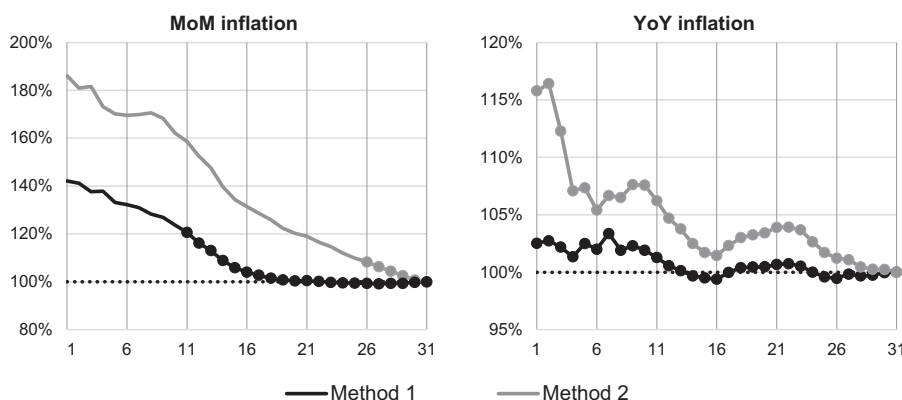 MoM inflation
200%
180%
160%
140%
120%
100%
80%
1 6 11 16 21 26 31
YoY inflation
120%
115%
110%
105%
100%
95%
1 6 11 16 21 26 31
Method 1 Method 2